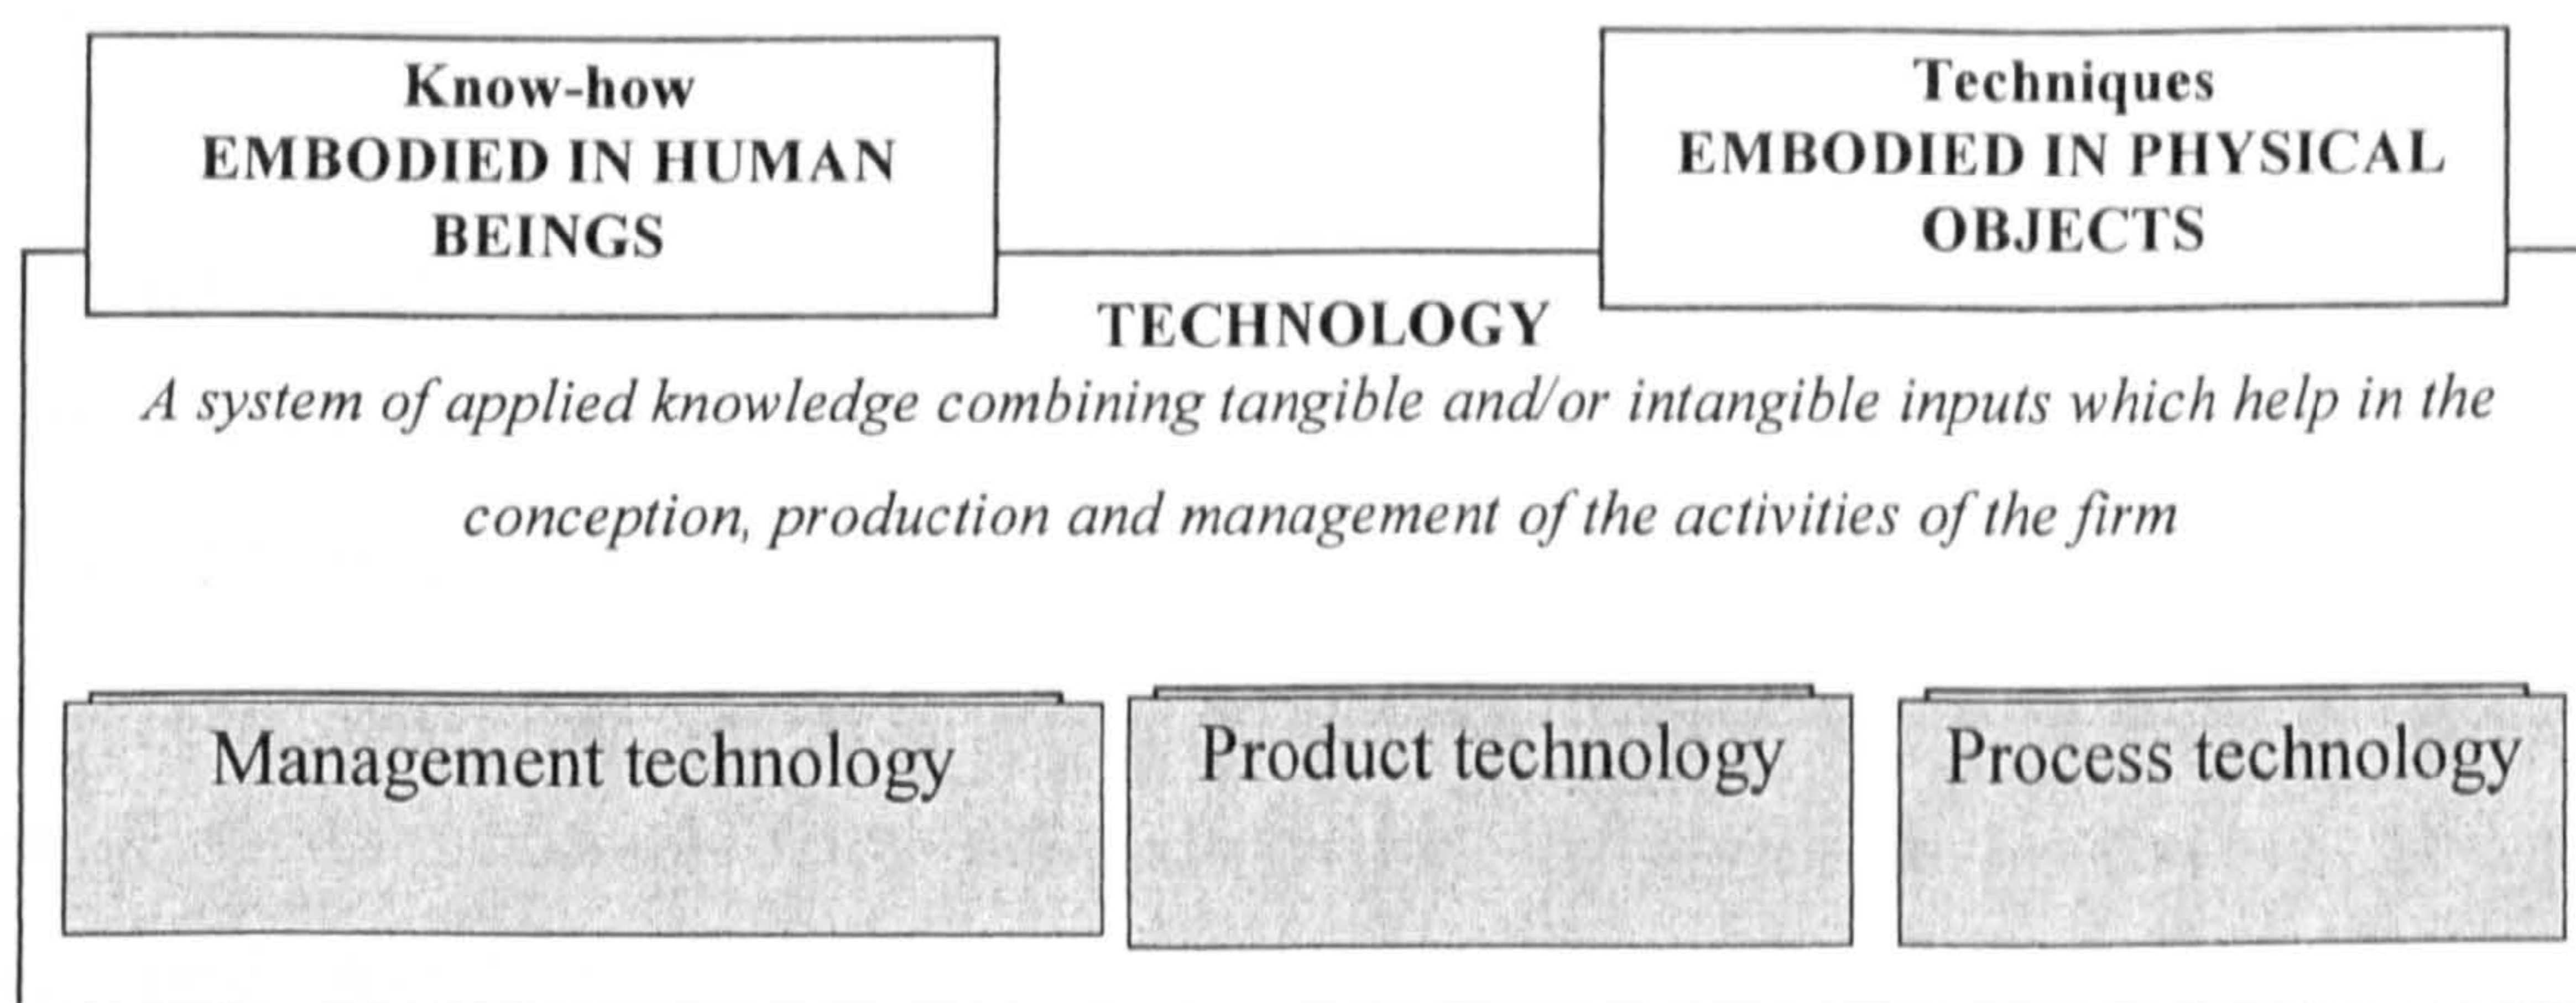 Know-how
EMBODIED IN HUMAN
BEINGS
Techniques
EMBODIED IN PHYSICAL
OBJECTS
TECHNOLOGY
A system of applied knowledge combining tangible and/or intangible inputs which help in the
conception, production and management of the activities of the firm
Management technology
Product technology
Process technology